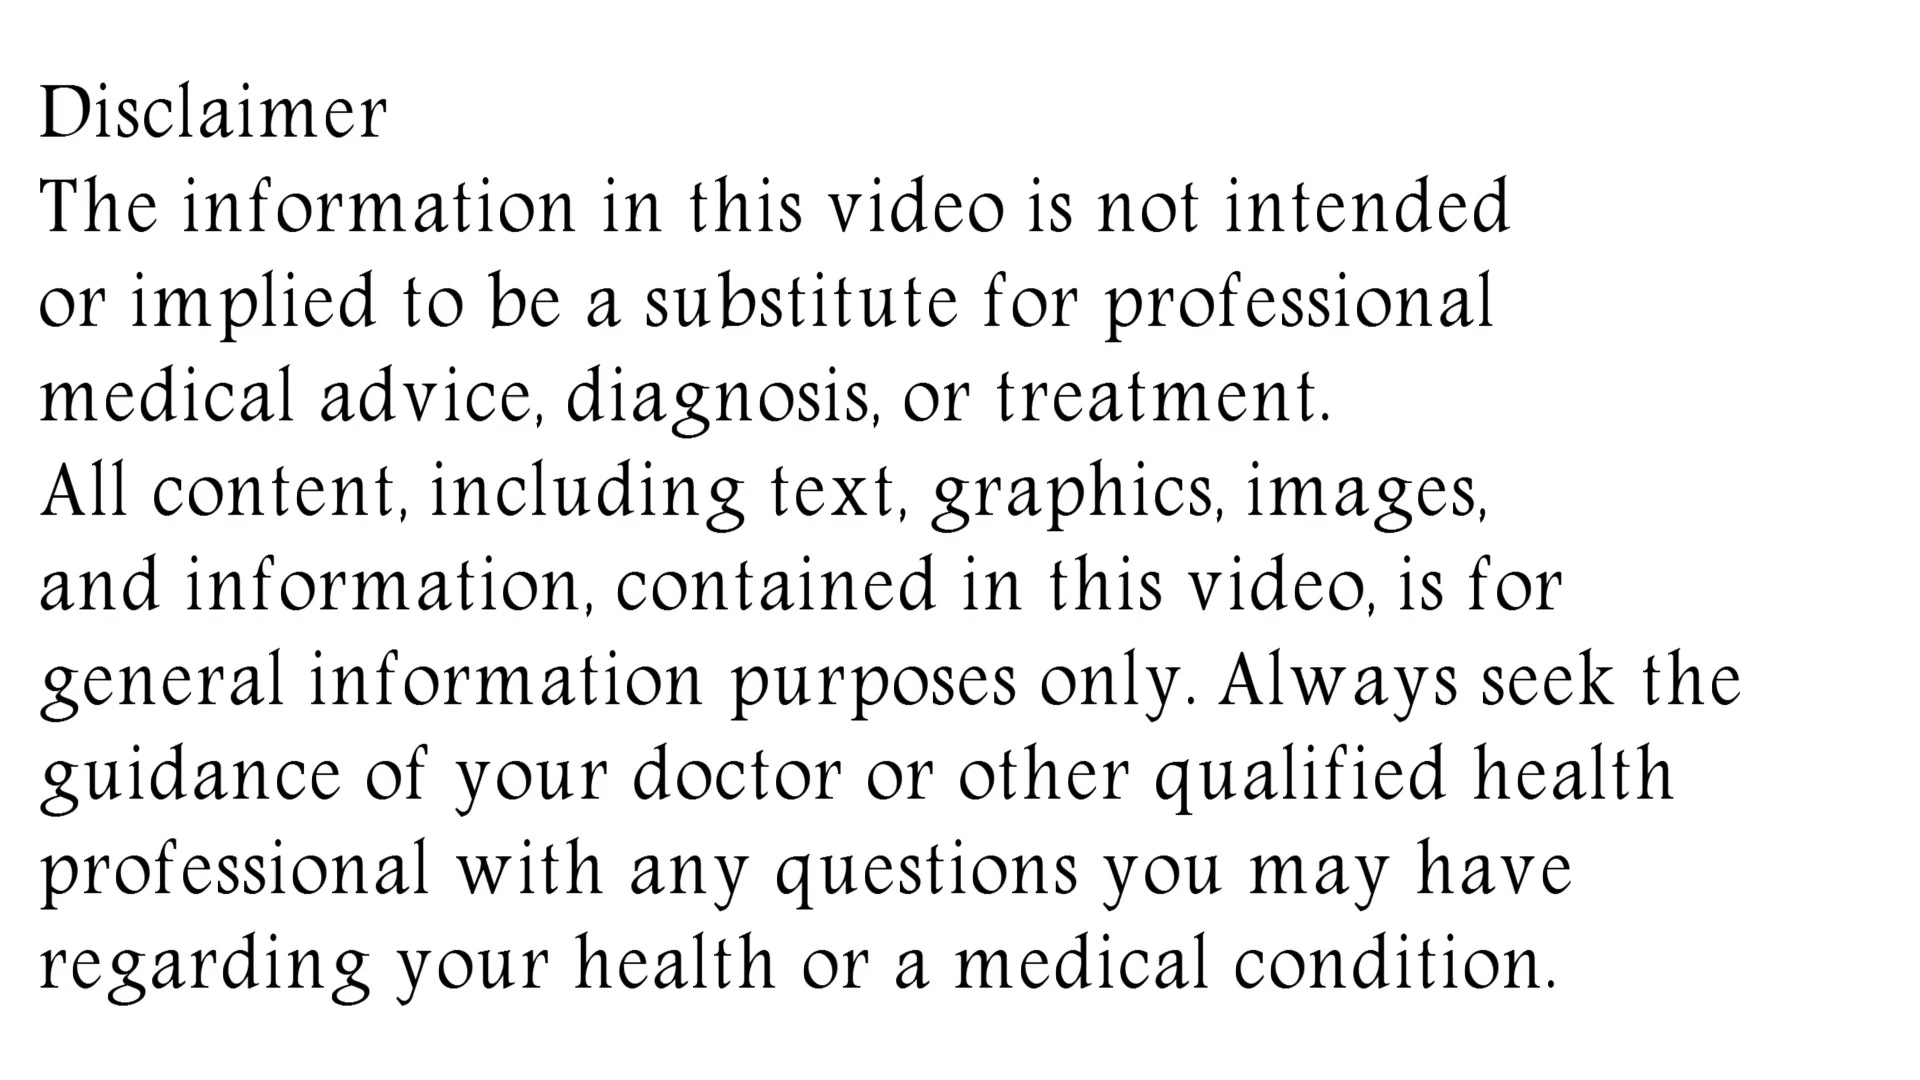 Disclaimer
The information in this video is not intended
or implied to be a substitute for professional
medical advice, diagnosis, or treatment.
All content, including text, graphics, images,
and information, contained in this video, is for
general information purposes only. Always seek the
guidance of your doctor or other qualified health
professional with any questions you may have
regarding your health or a medical condition.